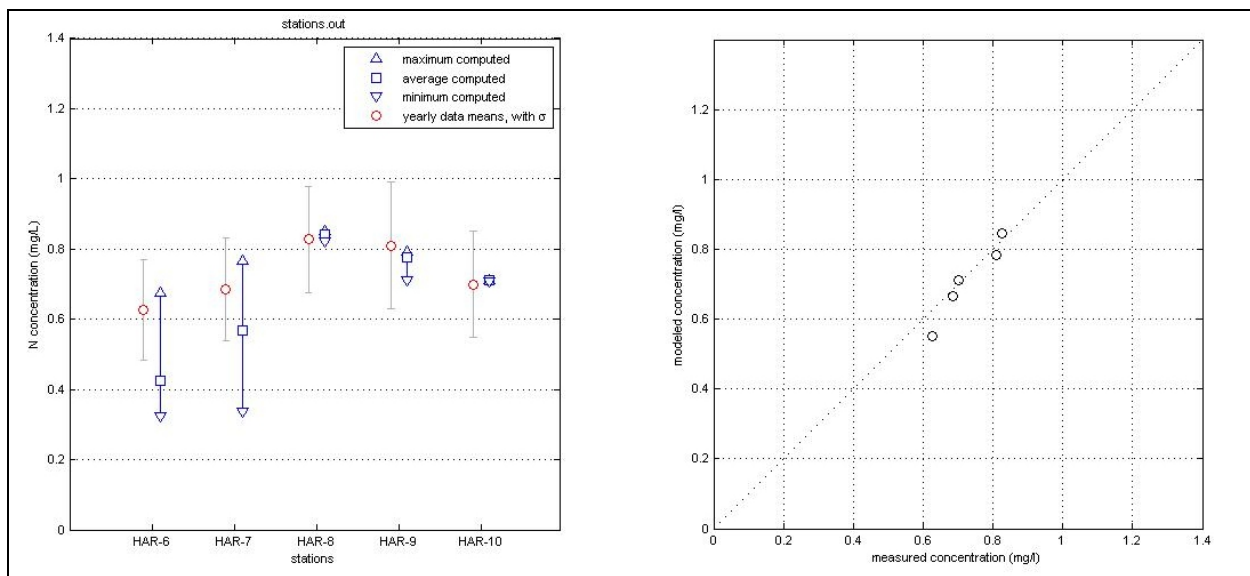 stations.out
1.4
1.2
1
0.8
0.6
0.4
0.2
0
N concentration (mg/L)
maximum computed
average computed
minimum computed
yearly data means, with σ
HAR-6 HAR-7 HAR-8 HAR-9 HAR-10
stations
1.2
1
0.8
0.6
0.4
0.2
0
modeled concentration (mg/l)
0 0.2 0.4 0.6 0.8 1 1.2 1.4
measured concentration (mg/l)